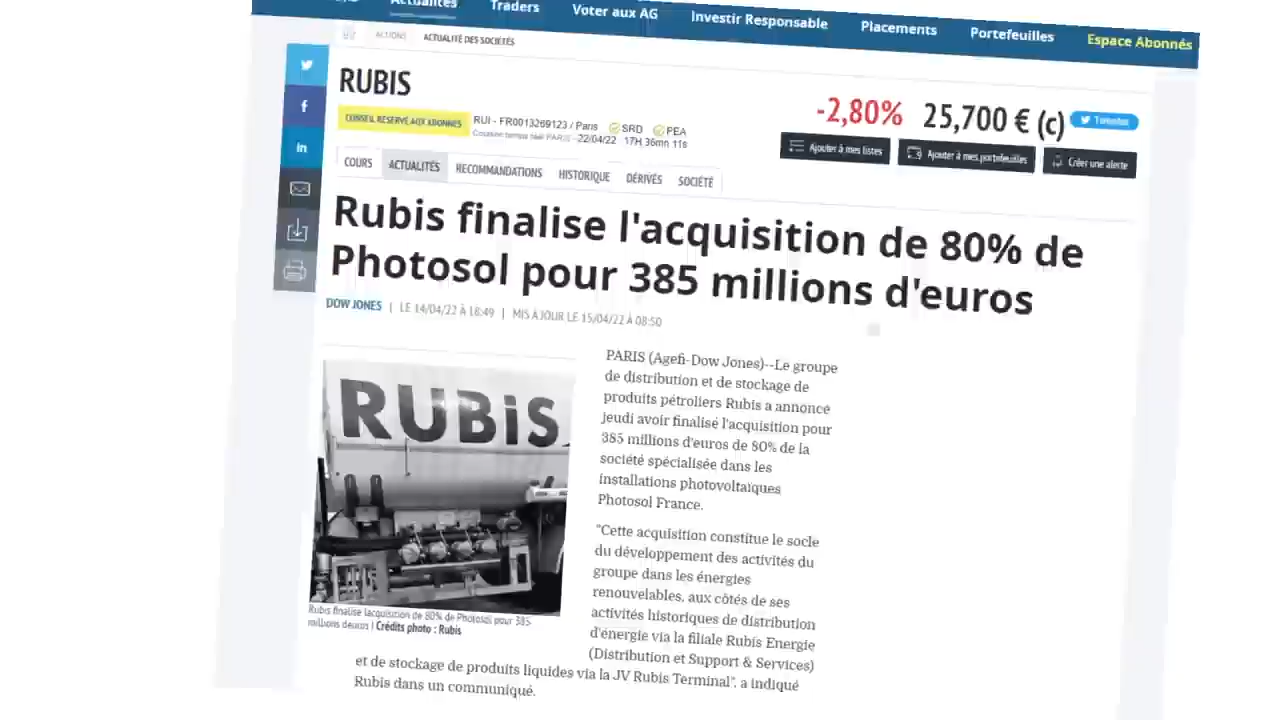 Actualités Traders Voter aux AG Investir Responsable Placements Portefeuilles Espace Abonnés
ACTIONS ACTUALITÉ DES SOCIÉTÉS
RUBIS
-2,80% 25,700 € (c) Tweeter
CONSEIL RÉSERVÉ AUX ABONNÉS RUI - FR0013269123 / Paris SRD PEA
Cotation temps réel PARIS - 22/04/22 17H 36mn 11s
Ajouter à mes listes Ajouter à mes portefeuilles Créer une alerte
COURS ACTUALITÉS RECOMMANDATIONS HISTORIQUE DÉRIVÉS SOCIÉTÉ
Rubis finalise l'acquisition de 80% de
Photosol pour 385 millions d'euros
DOW JONES | LE 14/04/22 À 18:49 | MIS À JOUR LE 15/04/22 À 08:50
PARIS (Agefi-Dow Jones)--Le groupe
de distribution et de stockage de
produits pétroliers Rubis a annoncé
jeudi avoir finalisé l'acquisition pour
385 millions d'euros de 80% de la
société spécialisée dans les
installations photovoltaïques
Photosol France.
"Cette acquisition constitue le socle
du développement des activités du
groupe dans les énergies
renouvelables, aux côtés de ses
activités historiques de distribution
d'énergie via la filiale Rubis Energie
(Distribution et Support & Services)
et de stockage de produits liquides via la JV Rubis Terminal", a indiqué
Rubis dans un communiqué.
RUBiS
Rubis finalise lacquisition de 80% de Photosol pour 385
millions deuros | Crédits photo : Rubis